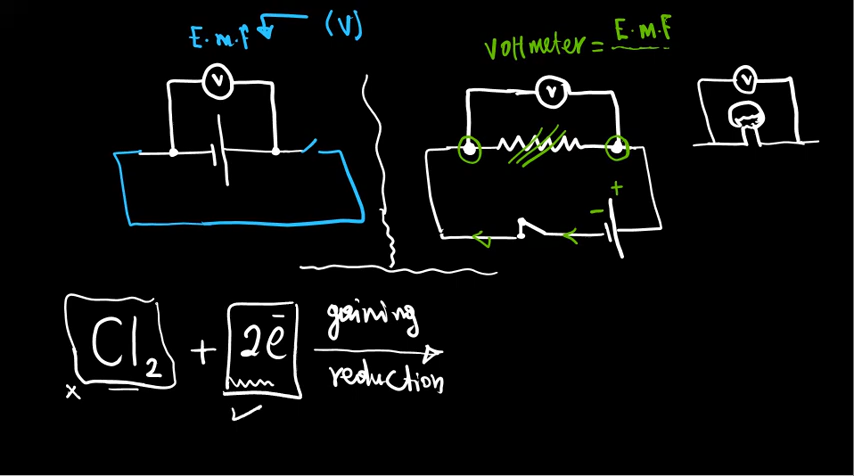 E.m.f (V)
V
Voltmeter = E.m.F
V
V
- +
Cl₂ + 2e⁻ gaining
reduction
x